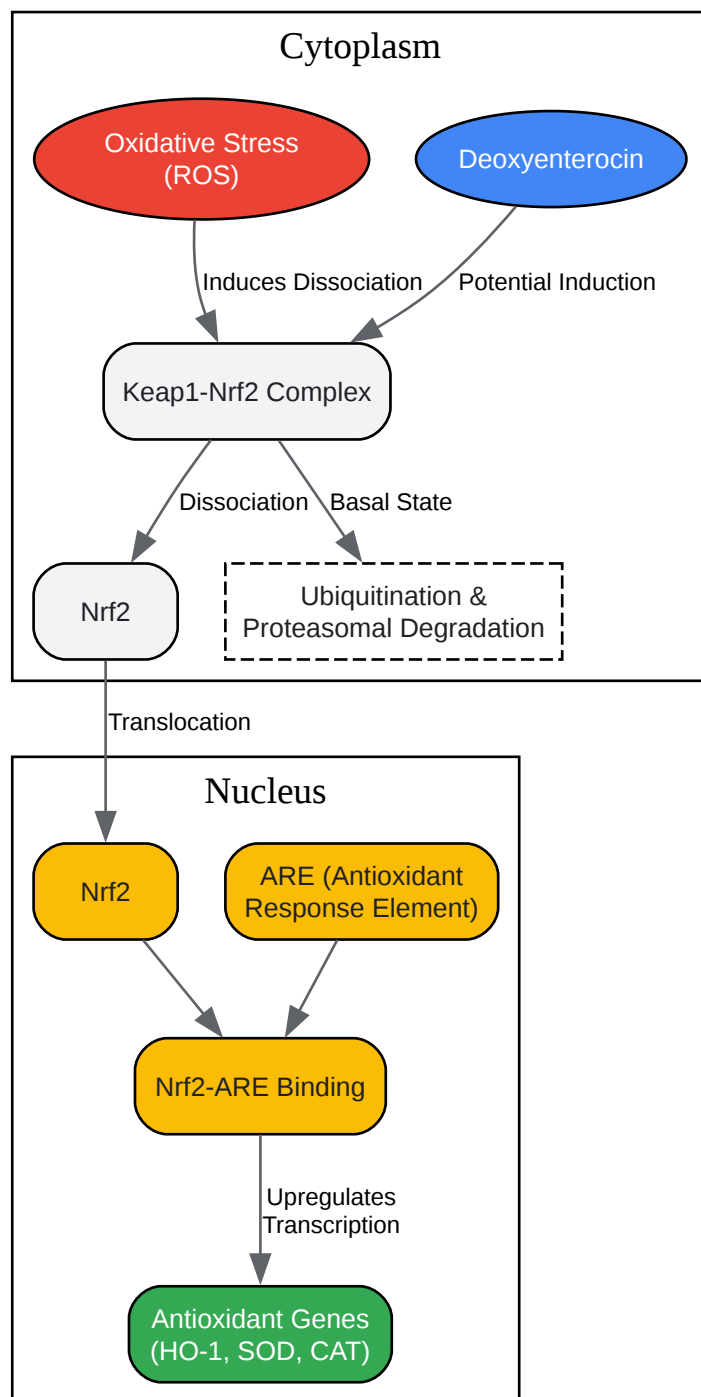 Cytoplasm
Oxidative Stress
(ROS)
Deoxyenterocin
Induces Dissociation
Potential Induction
Keap1-Nrf2 Complex
Dissociation
Basal State
Nrf2
Ubiquitination &
Proteasomal Degradation
Translocation
Nucleus
Nrf2
ARE (Antioxidant
Response Element)
Nrf2-ARE Binding
Upregulates
Transcription
Antioxidant Genes
(HO-1, SOD, CAT)